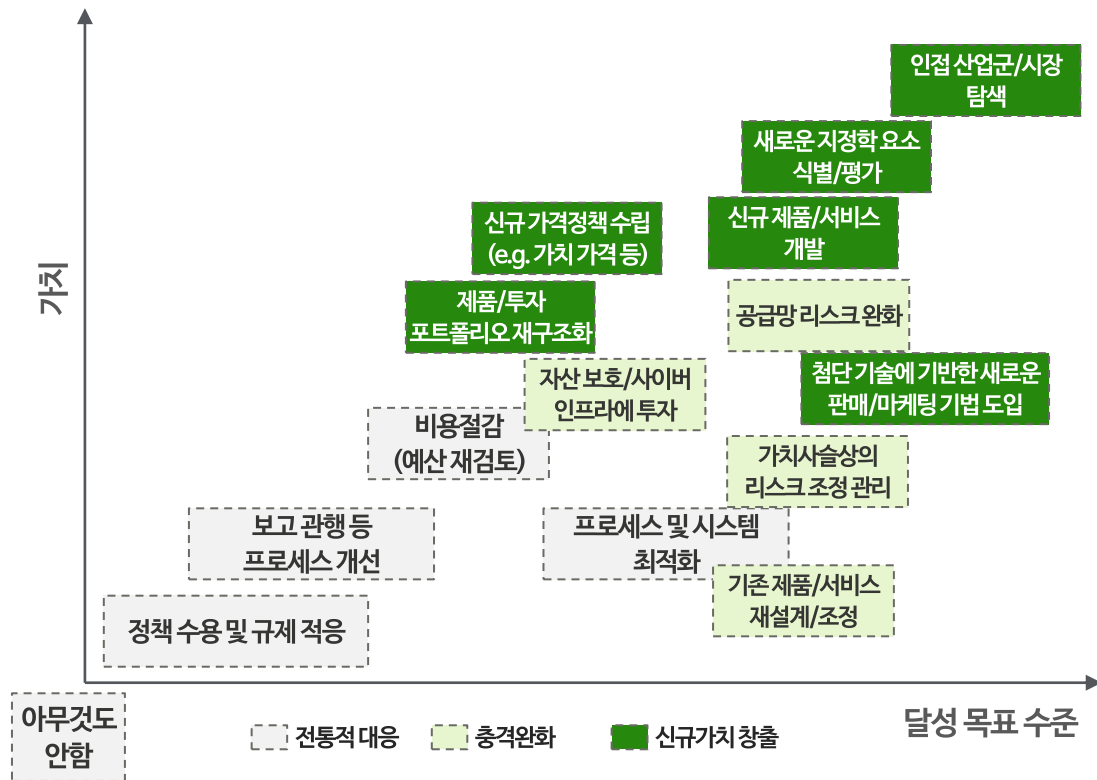 인접 산업군/시장
탐색
새로운 지정학 요소
식별/평가
신규 제품/서비스
개발
신규 가격정책 수립
(e.g. 가치 가격 등)
가치
제품/투자
포트폴리오 재구조화
공급망 리스크 완화
자산 보호/사이버
인프라에 투자
첨단 기술에 기반한 새로운
판매/마케팅 기법 도입
비용절감
(예산 재검토)
가치사슬상의
리스크 조정 관리
보고 관행 등
프로세스 개선
프로세스 및 시스템
최적화
기존 제품/서비스
재설계/조정
정책 수용 및 규제 적응
아무것도
안함
전통적 대응
충격완화
신규가치 창출
달성 목표 수준